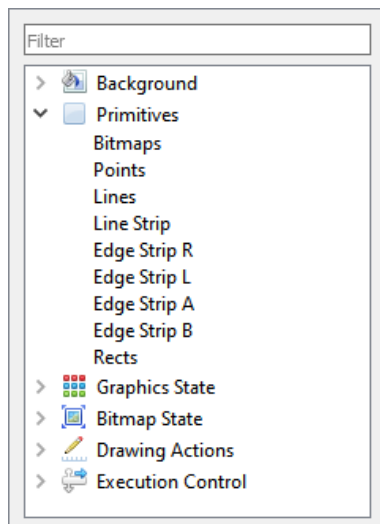 Filter
Background
Primitives
Bitmaps
Points
Lines
Line Strip
Edge Strip R
Edge Strip L
Edge Strip A
Edge Strip B
Rects
Graphics State
Bitmap State
Drawing Actions
Execution Control